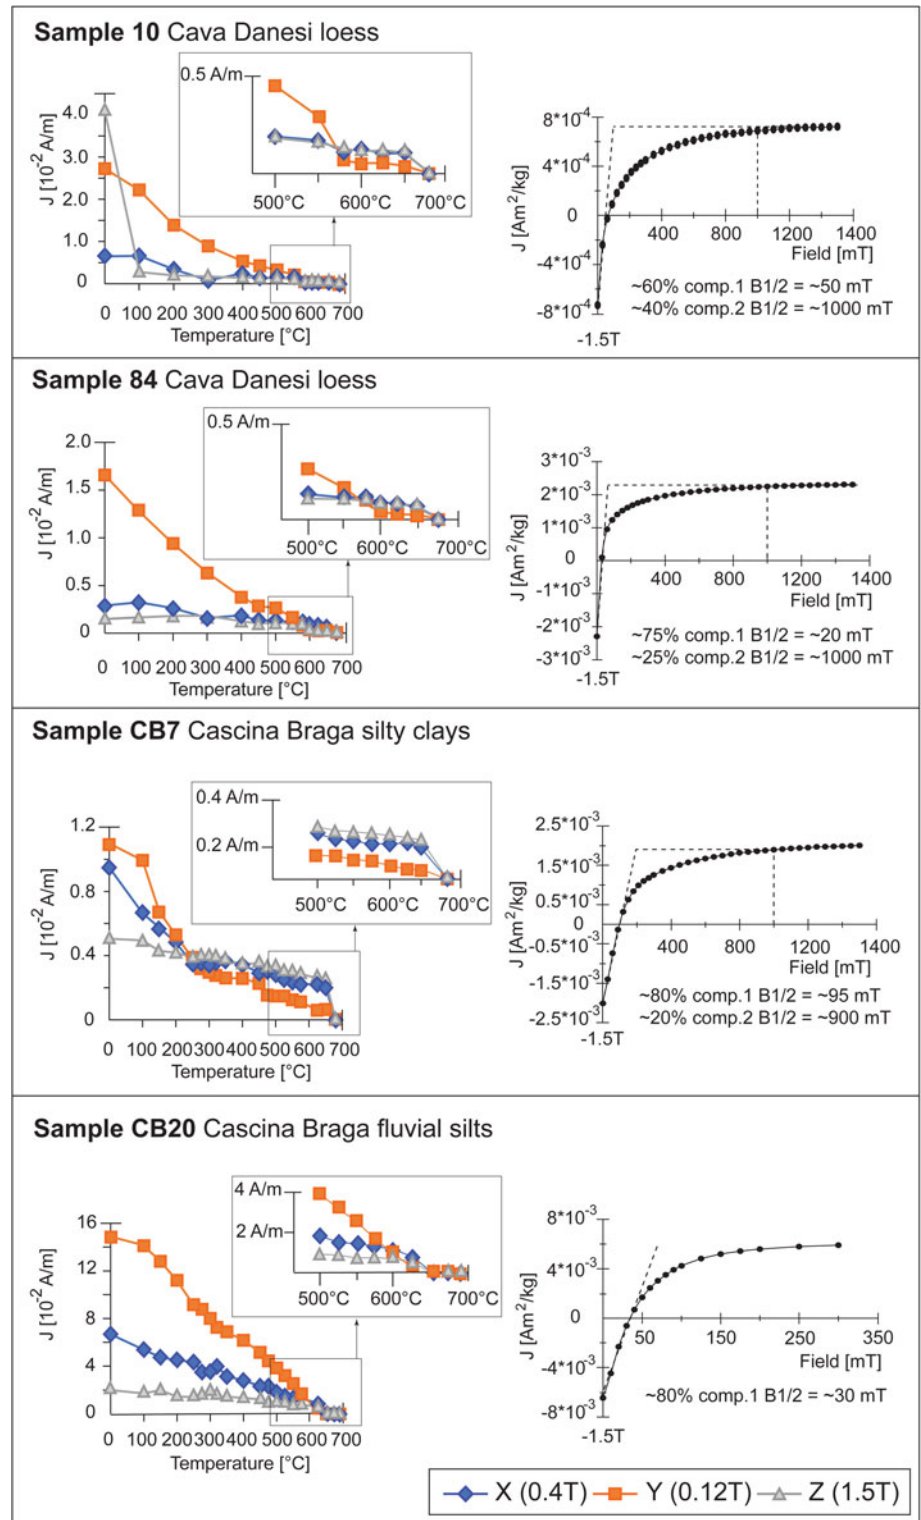 Sample 10 Cava Danesi loess
J [10⁻² A/m]
4.0
3.0
2.0
1.0
0
0 100 200 300 400 500 600 700
Temperature [°C]
0.5 A/m
500°C 600°C 700°C
J [Am²/kg]
8*10⁻⁴
4*10⁻⁴
0
-4*10⁻⁴
-8*10⁻⁴
-1.5T
400 800 1200 1400
Field [mT]
~60% comp.1 B1/2 = ~50 mT
~40% comp.2 B1/2 = ~1000 mT
Sample 84 Cava Danesi loess
J [10⁻² A/m]
2.0
1.5
1.0
0.5
0
0 100 200 300 400 500 600 700
Temperature [°C]
0.5 A/m
500°C 600°C 700°C
J [Am²/kg]
3*10⁻³
2*10⁻³
1*10⁻³
0
-1*10⁻³
-2*10⁻³
-3*10⁻³
-1.5T
400 800 1200 1400
Field [mT]
~75% comp.1 B1/2 = ~20 mT
~25% comp.2 B1/2 = ~1000 mT
Sample CB7 Cascina Braga silty clays
J [10⁻² A/m]
1.2
0.8
0.4
0
0 100 200 300 400 500 600 700
Temperature [°C]
0.4 A/m
0.2 A/m
500°C 600°C 700°C
J [Am²/kg]
2.5*10⁻³
1.5*10⁻³
0.5*10⁻³
0
-0.5*10⁻³
-1.5*10⁻³
-2.5*10⁻³
-1.5T
400 800 1200 1400
Field [mT]
~80% comp.1 B1/2 = ~95 mT
~20% comp.2 B1/2 = ~900 mT
Sample CB20 Cascina Braga fluvial silts
J [10⁻² A/m]
16
12
8
4
0
0 100 200 300 400 500 600 700
Temperature [°C]
4 A/m
2 A/m
500°C 600°C 700°C
J [Am²/kg]
8*10⁻³
4*10⁻³
0
-4*10⁻³
-8*10⁻³
-1.5T
50 150 250 350
Field [mT]
~80% comp.1 B1/2 = ~30 mT
X (0.4T) Y (0.12T) Z (1.5T)